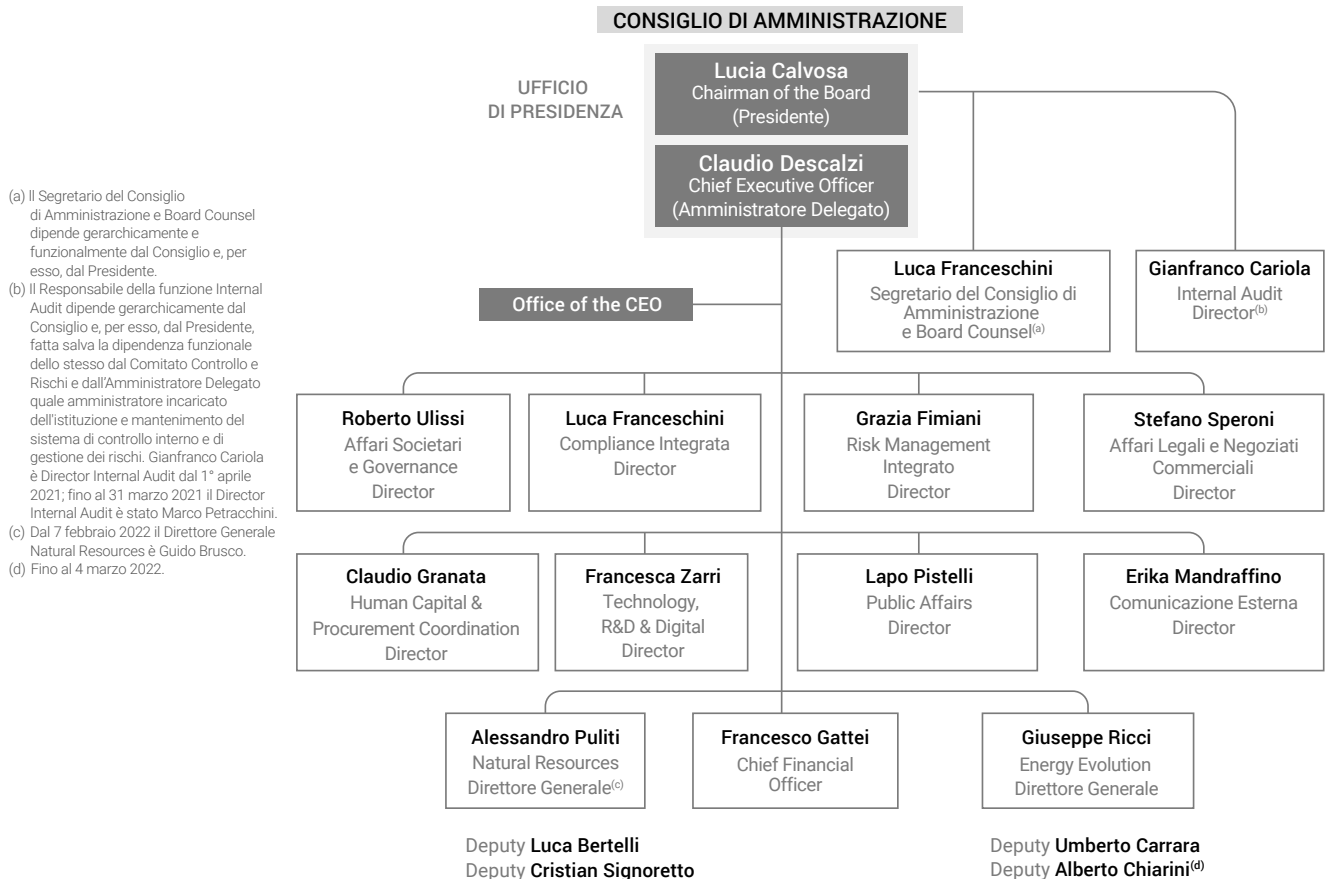 CONSIGLIO DI AMMINISTRAZIONE
UFFICIO
DI PRESIDENZA
Lucia Calvosa
Chairman of the Board
(Presidente)
Claudio Descalzi
Chief Executive Officer
(Amministratore Delegato)
(a) Il Segretario del Consiglio
di Amministrazione e Board Counsel
dipende gerarchicamente e
funzionalmente dal Consiglio e, per
esso, dal Presidente.
(b) Il Responsabile della funzione Internal
Audit dipende gerarchicamente dal
Consiglio e, per esso, dal Presidente,
fatta salva la dipendenza funzionale
dello stesso dal Comitato Controllo e
Rischi e dall'Amministratore Delegato
quale amministratore incaricato
dell'istituzione e mantenimento del
sistema di controllo interno e di
gestione dei rischi. Gianfranco Cariola
è Director Internal Audit dal 1° aprile
2021; fino al 31 marzo 2021 il Director
Internal Audit è stato Marco Petracchini.
(c) Dal 7 febbraio 2022 il Direttore Generale
Natural Resources è Guido Brusco.
(d) Fino al 4 marzo 2022.
Office of the CEO
Luca Franceschini
Segretario del Consiglio di
Amministrazione
e Board Counsel(a)
Gianfranco Cariola
Internal Audit
Director(b)
Roberto Ulissi
Affari Societari
e Governance
Director
Luca Franceschini
Compliance Integrata
Director
Grazia Fimiani
Risk Management
Integrato
Director
Stefano Speroni
Affari Legali e Negoziati
Commerciali
Director
Claudio Granata
Human Capital &
Procurement Coordination
Director
Francesca Zarri
Technology,
R&D & Digital
Director
Lapo Pistelli
Public Affairs
Director
Erika Mandraffino
Comunicazione Esterna
Director
Alessandro Puliti
Natural Resources
Direttore Generale(c)
Francesco Gattei
Chief Financial
Officer
Giuseppe Ricci
Energy Evolution
Direttore Generale
Deputy Luca Bertelli
Deputy Cristian Signoretto
Deputy Umberto Carrara
Deputy Alberto Chiarini(d)